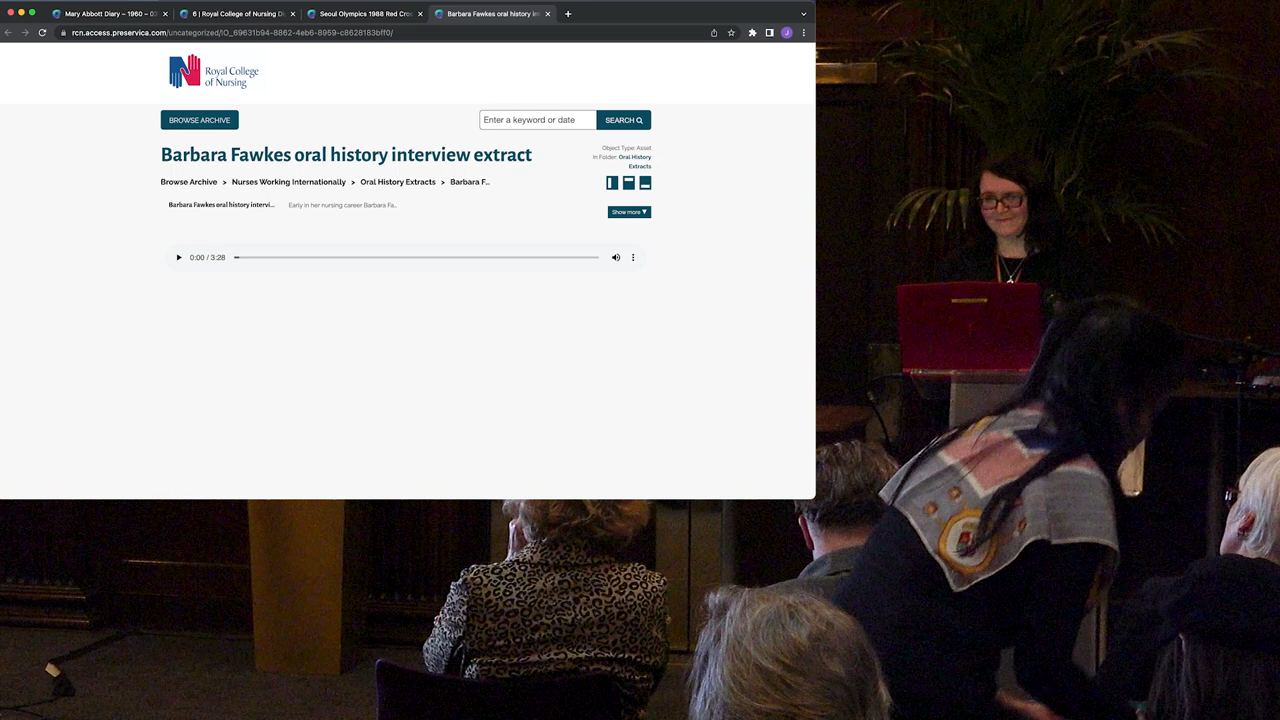 Mary Abbott Diary – 1960 – 03
6 | Royal College of Nursing Di
Seoul Olympics 1988 Red Cros
Barbara Fawkes oral history in
rcn.access.preservica.com/uncategorized/IO_69631b94-8862-4eb6-8959-c8628183bff0/
J
Royal College
of Nursing
BROWSE ARCHIVE
Enter a keyword or date
SEARCH
Barbara Fawkes oral history interview extract
Object Type: Asset
In Folder: Oral History
Extracts
Browse Archive > Nurses Working Internationally > Oral History Extracts > Barbara F...
Barbara Fawkes oral history intervi...
Early in her nursing career Barbara Fa..
Show more ▼
0:00 / 3:28